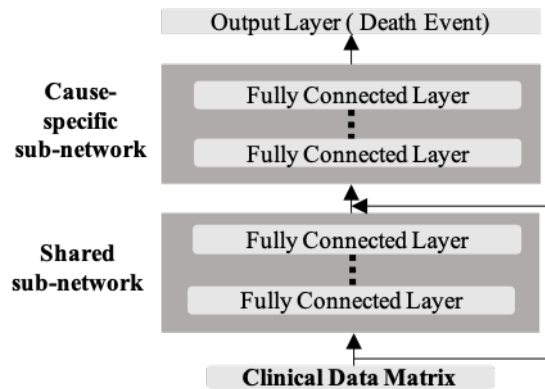 Output Layer ( Death Event)
Cause-
specific
sub-network
Fully Connected Layer
Fully Connected Layer
Shared
sub-network
Fully Connected Layer
Fully Connected Layer
Clinical Data Matrix